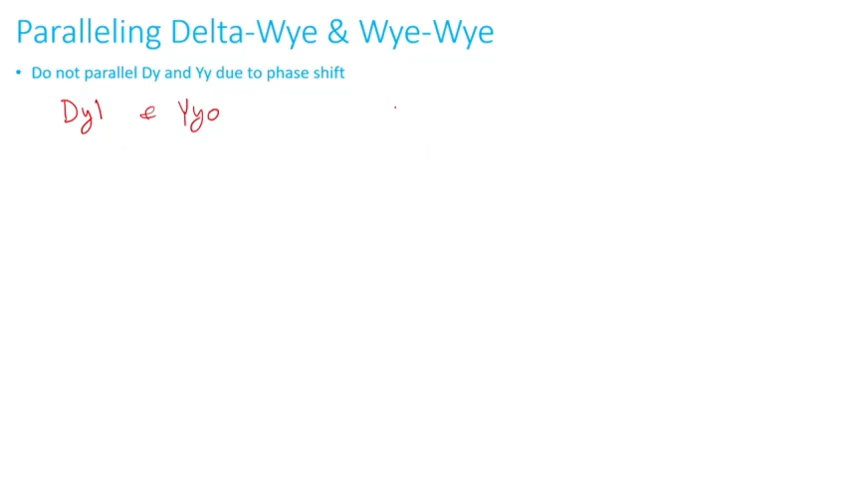 Paralleling Delta-Wye & Wye-Wye
• Do not parallel Dy and Yy due to phase shift
Dy1 & Yy0